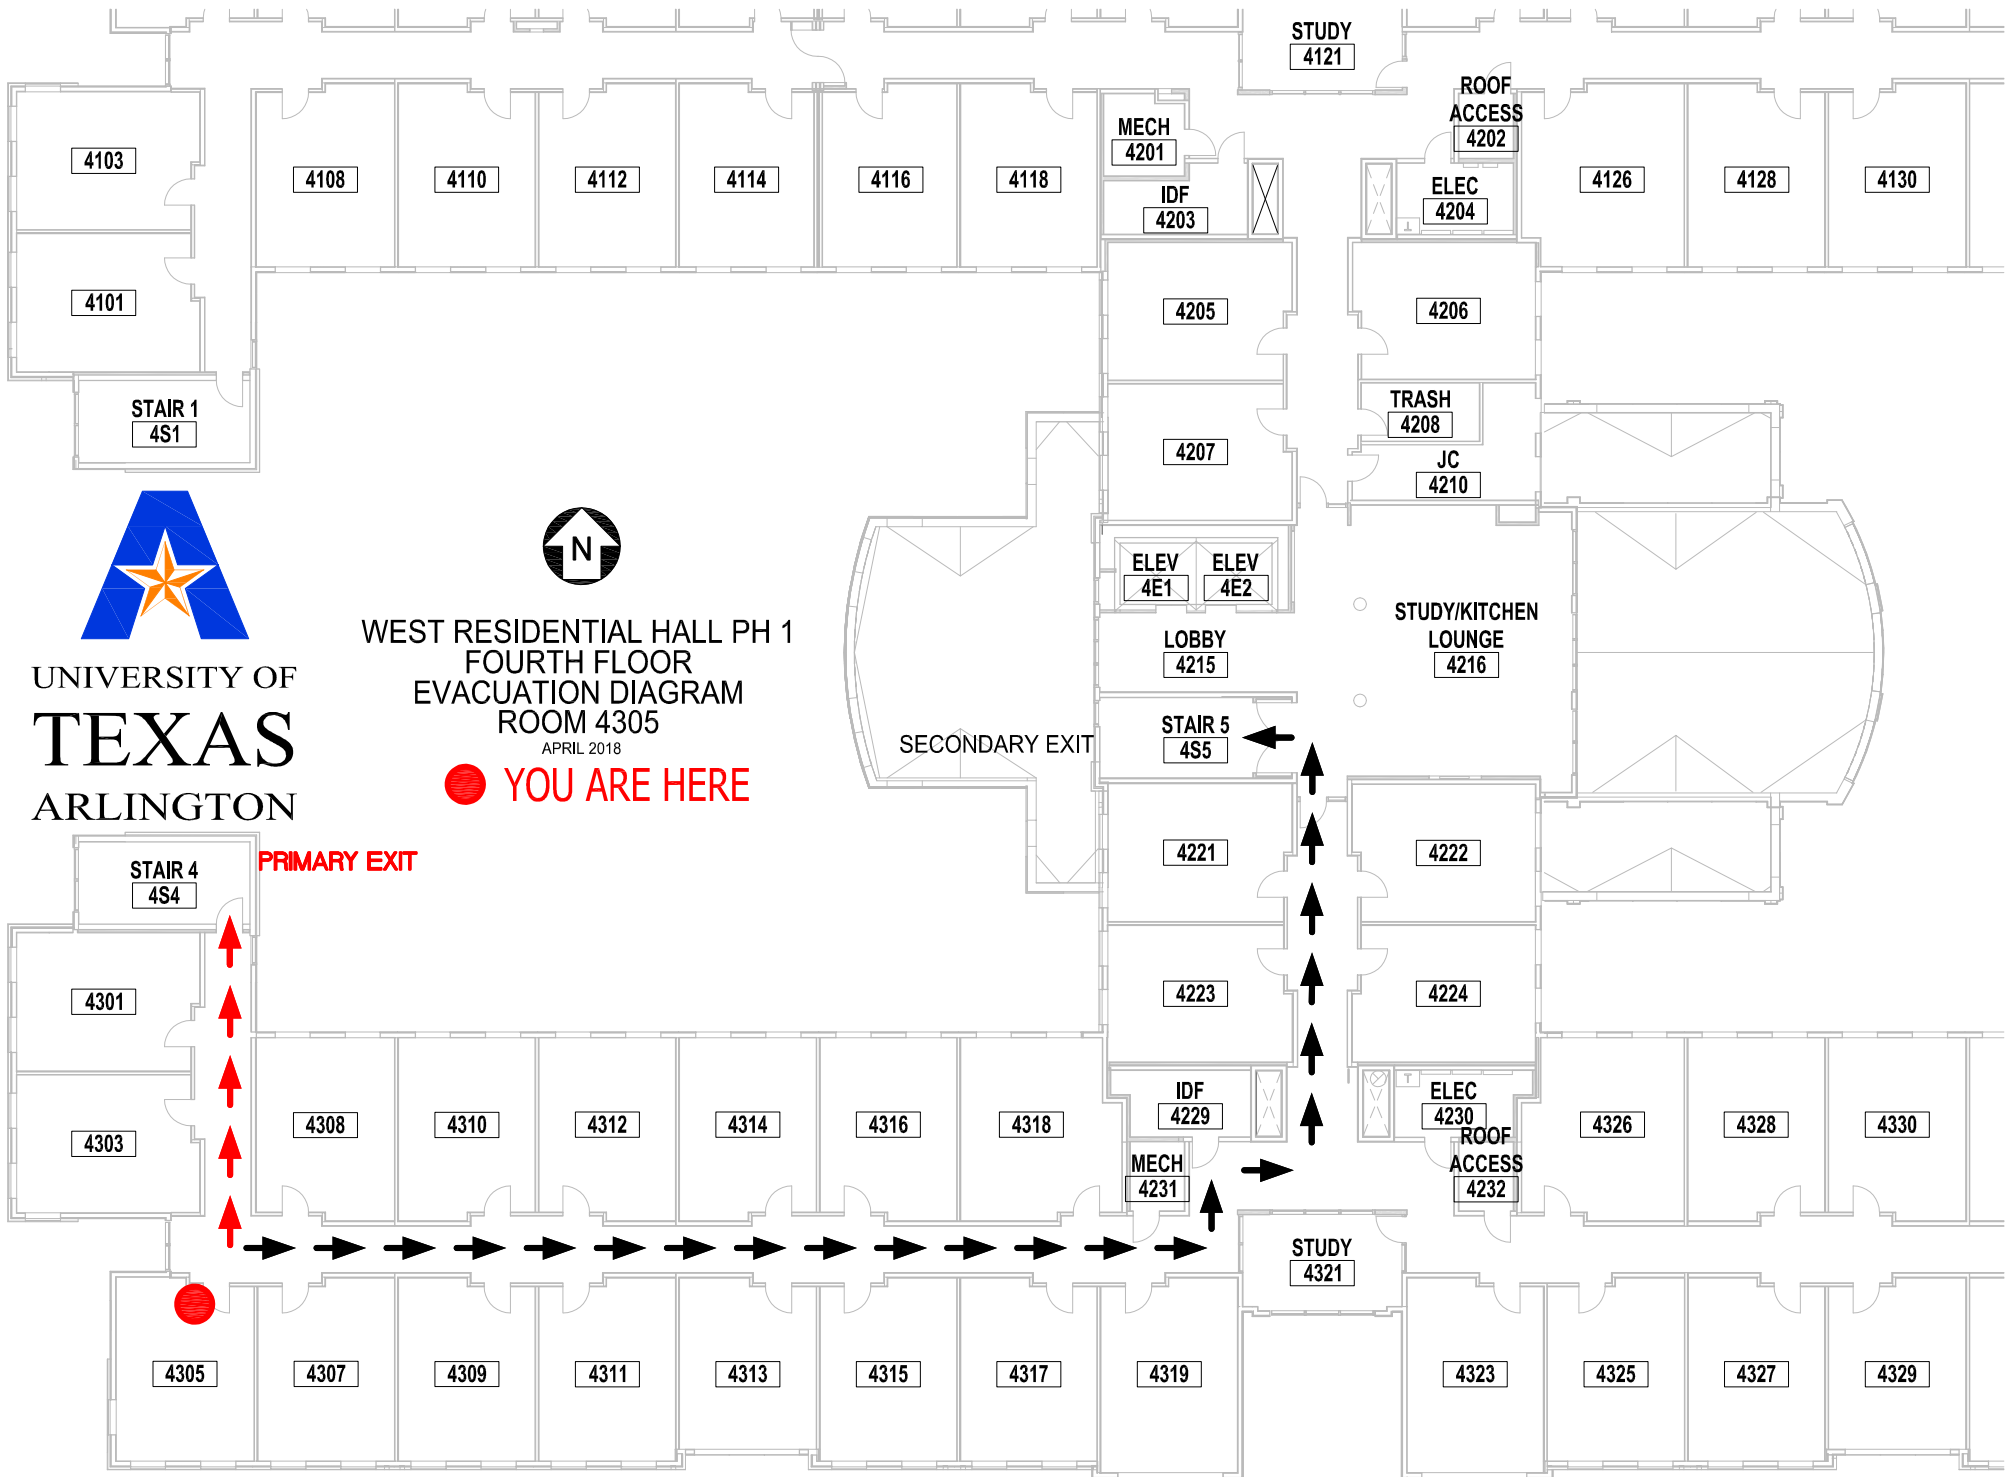 STUDY
4121
ROOF
ACCESS
4202
MECH
4201
4103
4108
4110
4112
4114
4116
4118
IDF
4203
ELEC
4204
T
4126
4128
4130
4101
4205
4206
STAIR 1
4S1
TRASH
4208
4207
JC
4210
N
ELEV
4E1
ELEV
4E2
STUDY/KITCHEN
LOUNGE
4216
LOBBY
4215
UNIVERSITY OF
TEXAS
ARLINGTON
WEST RESIDENTIAL HALL PH 1
FOURTH FLOOR
EVACUATION DIAGRAM
ROOM 4305
APRIL 2018
YOU ARE HERE
SECONDARY EXIT
STAIR 5
4S5
PRIMARY EXIT
STAIR 4
4S4
4221
4222
4301
4223
4224
T
IDF
4229
ELEC
4230
4303
4308
4310
4312
4314
4316
4318
MECH
4231
ROOF
ACCESS
4232
4326
4328
4330
STUDY
4321
4305
4307
4309
4311
4313
4315
4317
4319
4323
4325
4327
4329